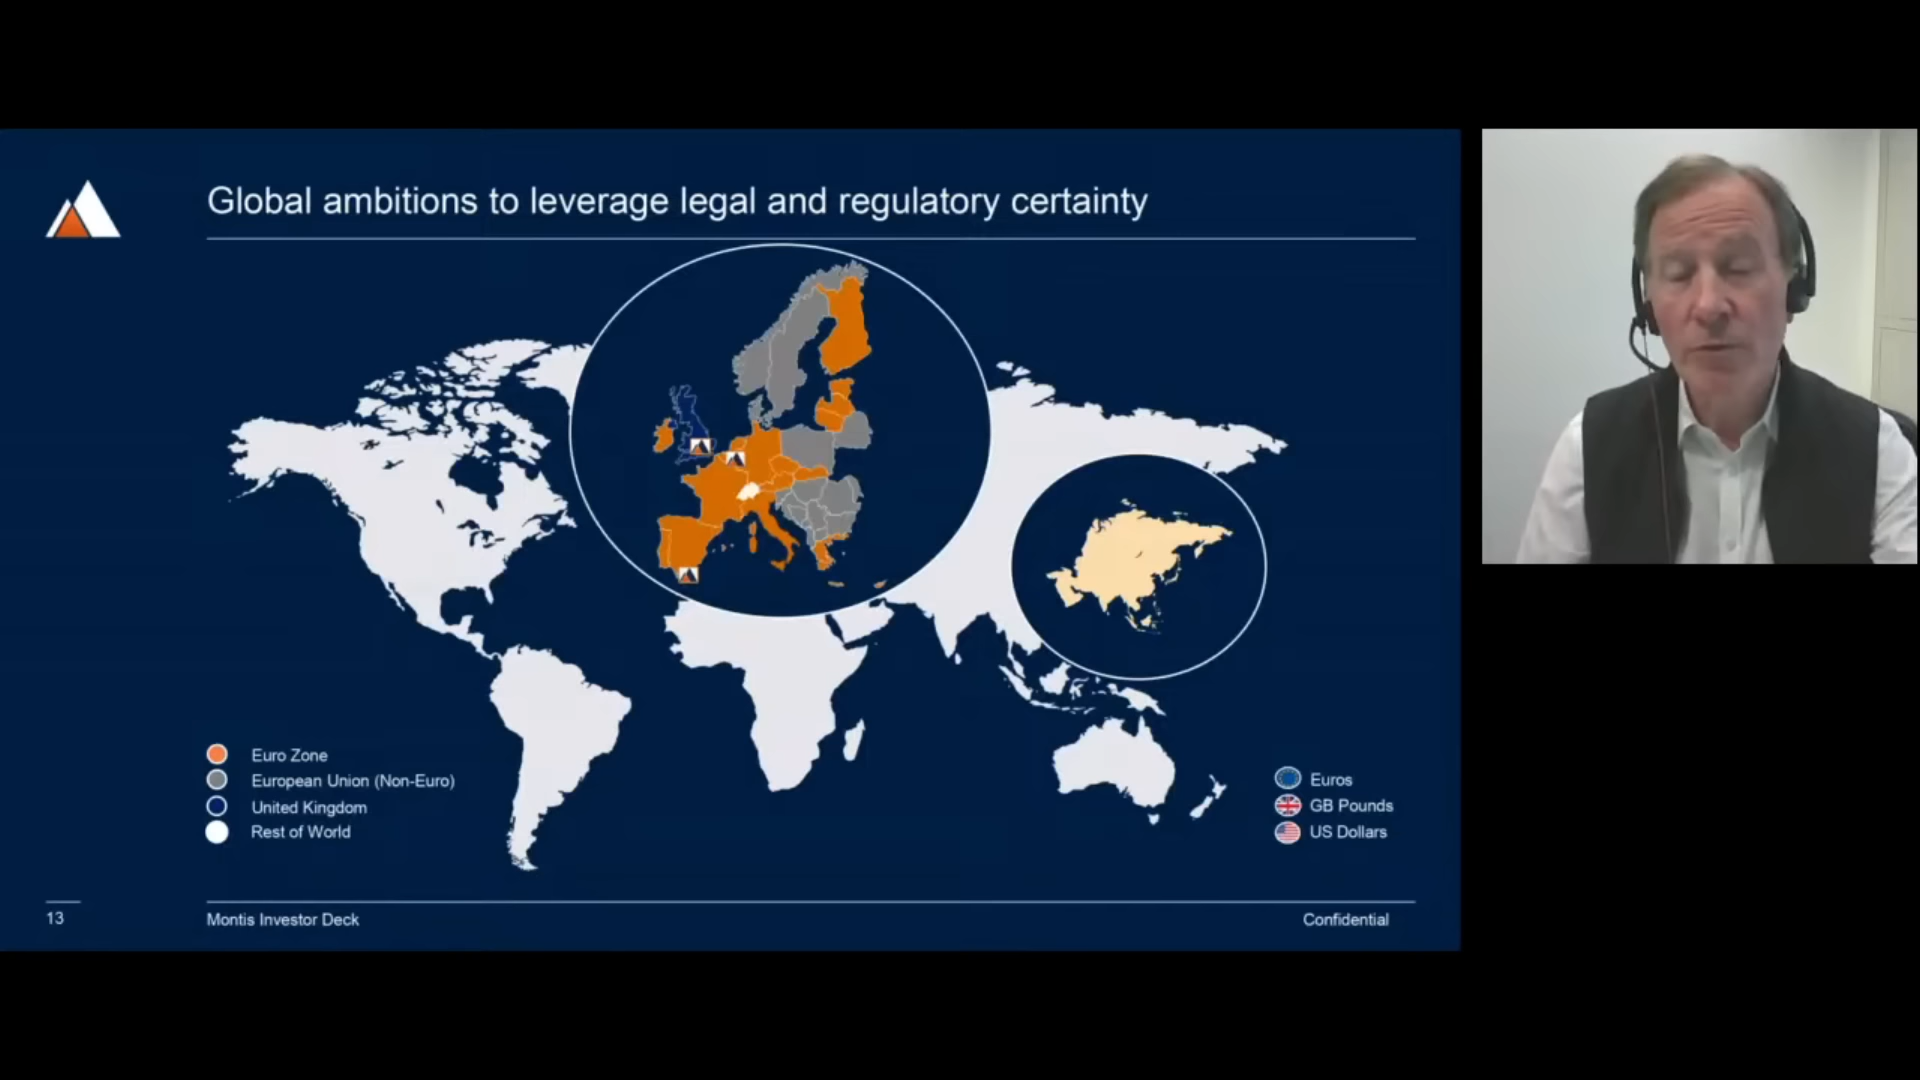 Global ambitions to leverage legal and regulatory certainty
Euro Zone
European Union (Non-Euro)
United Kingdom
Rest of World
Euros
GB Pounds
US Dollars
13
Montis Investor Deck
Confidential